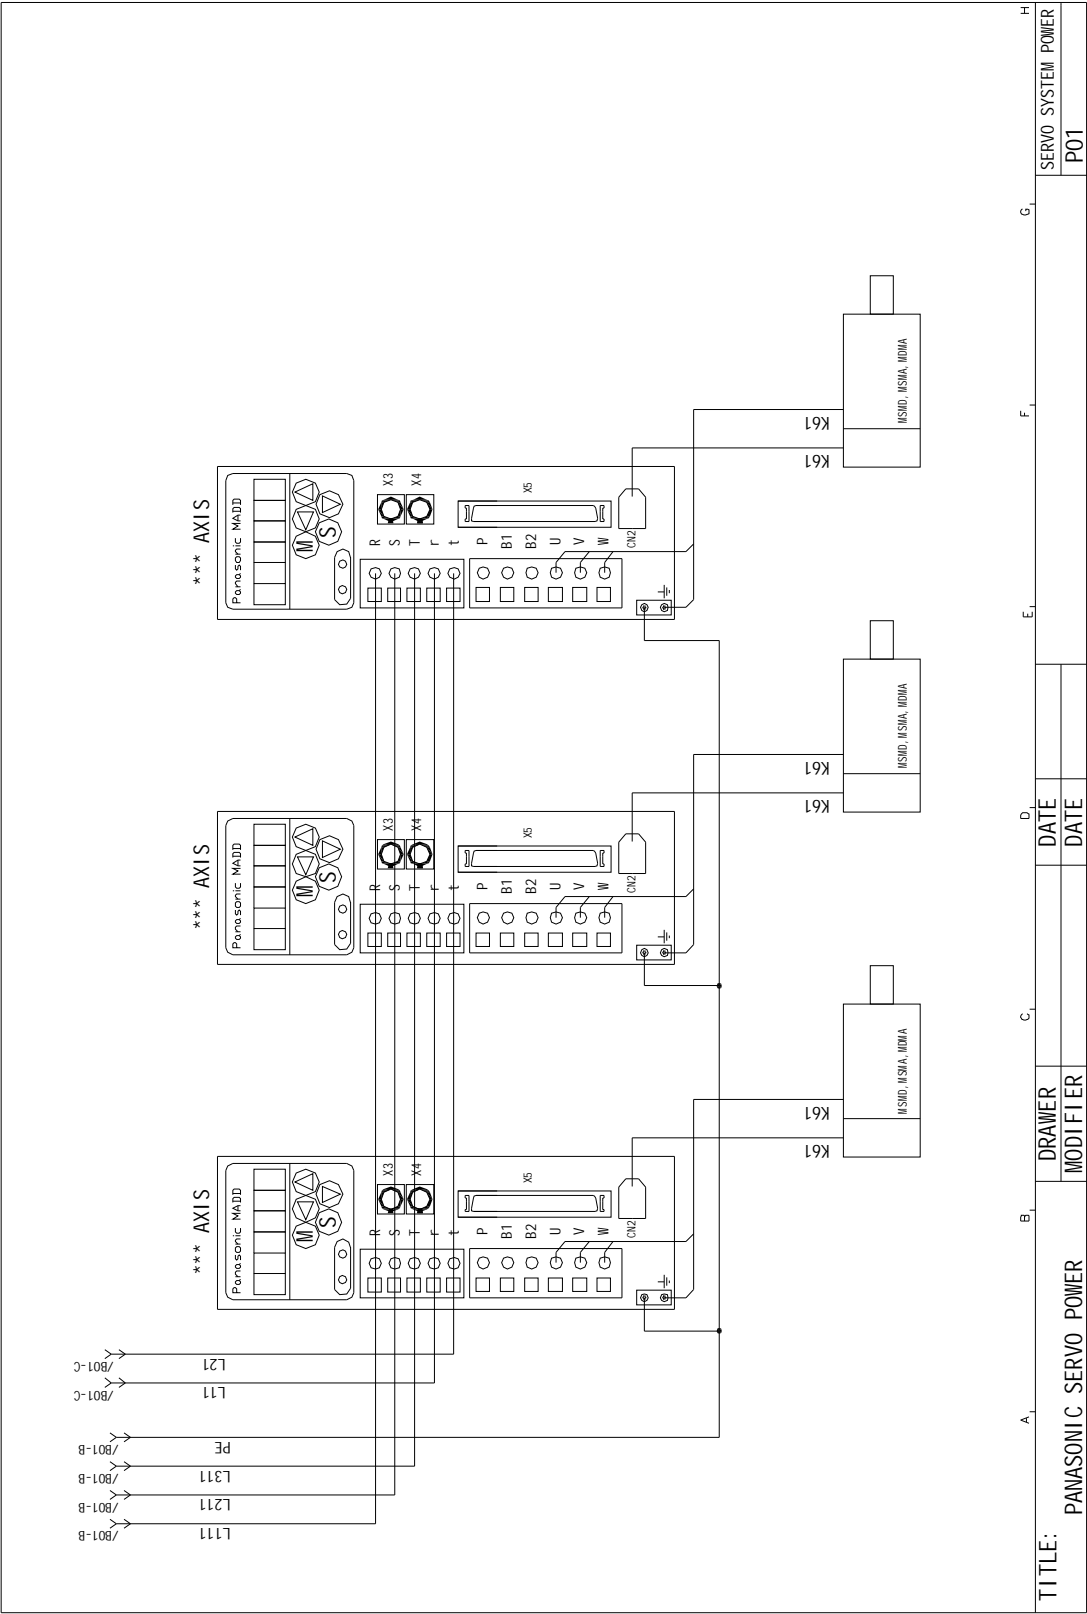 /B01-B
L111
/B01-B
L211
/B01-B
L311
/B01-B
PE
/B01-C
L11
/B01-C
L21
*** AXIS
Panasonic MADD
M
S
X3
X4
R
S
T
r
t
X5
P
B1
B2
U
V
W
CN2
K61
K61
MSMD, MSMA, MDMA
*** AXIS
Panasonic MADD
M
S
X3
X4
R
S
T
r
t
X5
P
B1
B2
U
V
W
CN2
K61
K61
MSMD, MSMA, MDMA
*** AXIS
Panasonic MADD
M
S
X3
X4
R
S
T
r
t
X5
P
B1
B2
U
V
W
CN2
K61
K61
MSMD, MSMA, MDMA
A
B
C
D
E
F
G
H
TITLE:
PANASONIC SERVO POWER
DRAWER
DATE
MODIFIER
DATE
SERVO SYSTEM POWER
P01